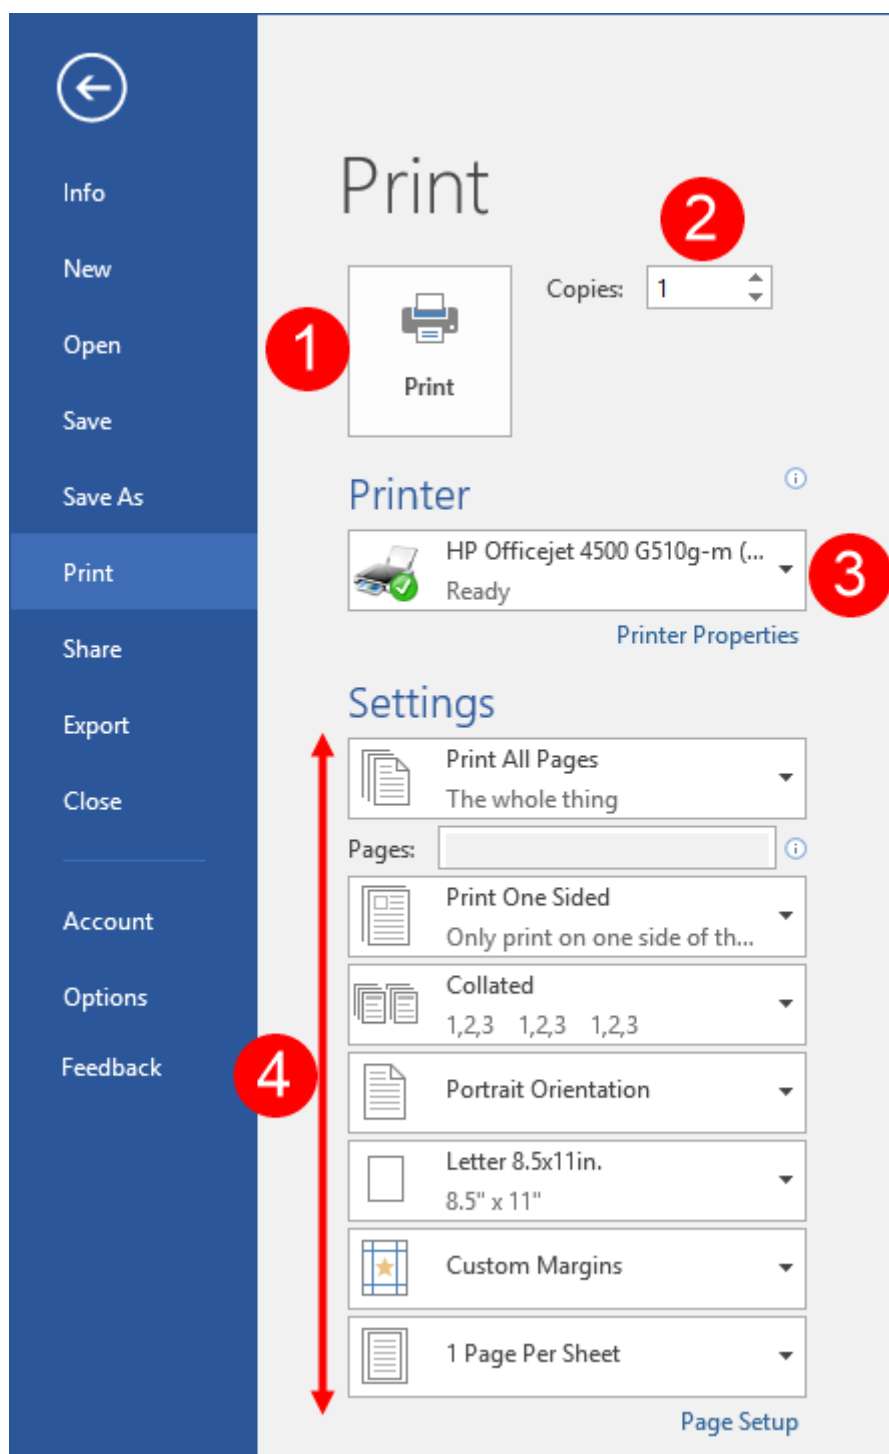 Info
New
Open
Save
Save As
Print
Share
Export
Close
Account
Options
Feedback
Print
2
Copies: 1
1
Print
Printer
HP Officejet 4500 G510g-m (...
Ready
3
Printer Properties
Settings
Print All Pages
The whole thing
Pages:
Print One Sided
Only print on one side of th...
Collated
1,2,3 1,2,3 1,2,3
4
Portrait Orientation
Letter 8.5x11in.
8.5" x 11"
Custom Margins
1 Page Per Sheet
Page Setup